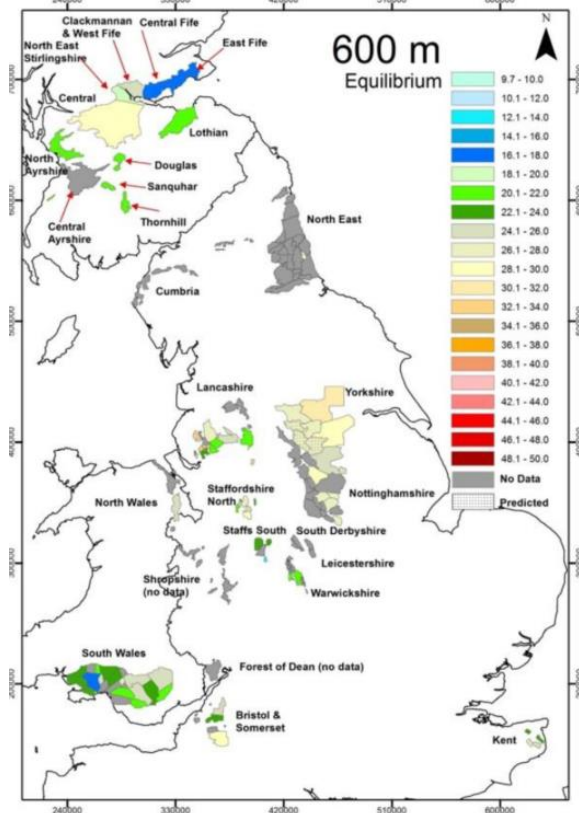 Clackmannan
& West Fife
Central Fife
North East
Stirlingshire
East Fife
600 m
Equilibrium
N
Central
Lothian
North
Ayrshire
Douglas
Sanquhar
Central
Ayrshire
Thornhill
North East
Cumbria
Lancashire
Yorkshire
North Wales
Staffordshire
North
Nottinghamshire
Staffs South
South Derbyshire
Shropshire
(no data)
Leicestershire
Warwickshire
South Wales
Forest of Dean (no data)
Bristol &
Somerset
Kent
9.7 - 10.0
10.1 - 12.0
12.1 - 14.0
14.1 - 16.0
16.1 - 18.0
18.1 - 20.0
20.1 - 22.0
22.1 - 24.0
24.1 - 26.0
26.1 - 28.0
28.1 - 30.0
30.1 - 32.0
32.1 - 34.0
34.1 - 36.0
36.1 - 38.0
38.1 - 40.0
40.1 - 42.0
42.1 - 44.0
44.1 - 46.0
46.1 - 48.0
48.1 - 50.0
No Data
Predicted
240000
330000
420000
510000
600000